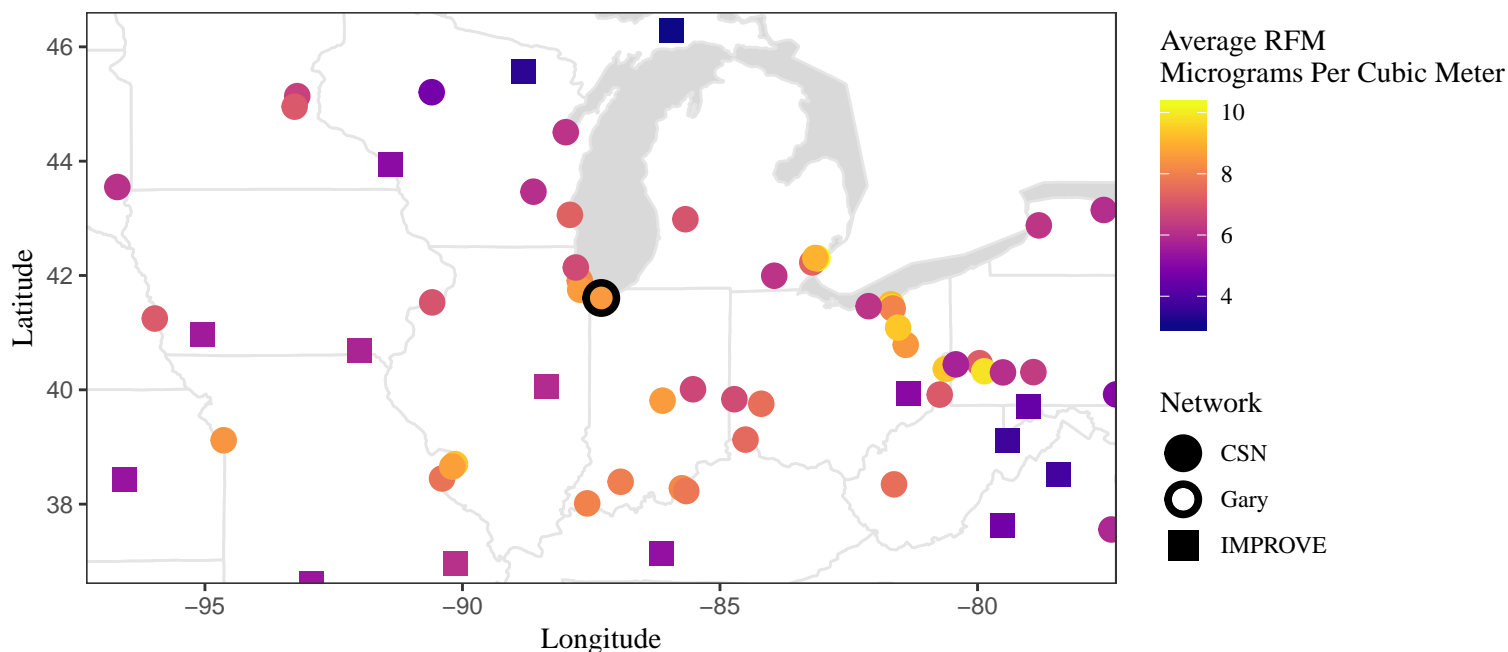 46
44
42
40
38
Latitude
−95
−90
−85
−80
Longitude
Average RFM
Micrograms Per Cubic Meter
10
8
6
4
Network
CSN
Gary
IMPROVE